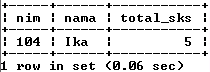 +-----+------+-----------+
| nim | nama | total_sks |
+-----+------+-----------+
| 104 | Ika  |         5 |
+-----+------+-----------+
1 row in set (0.06 sec)